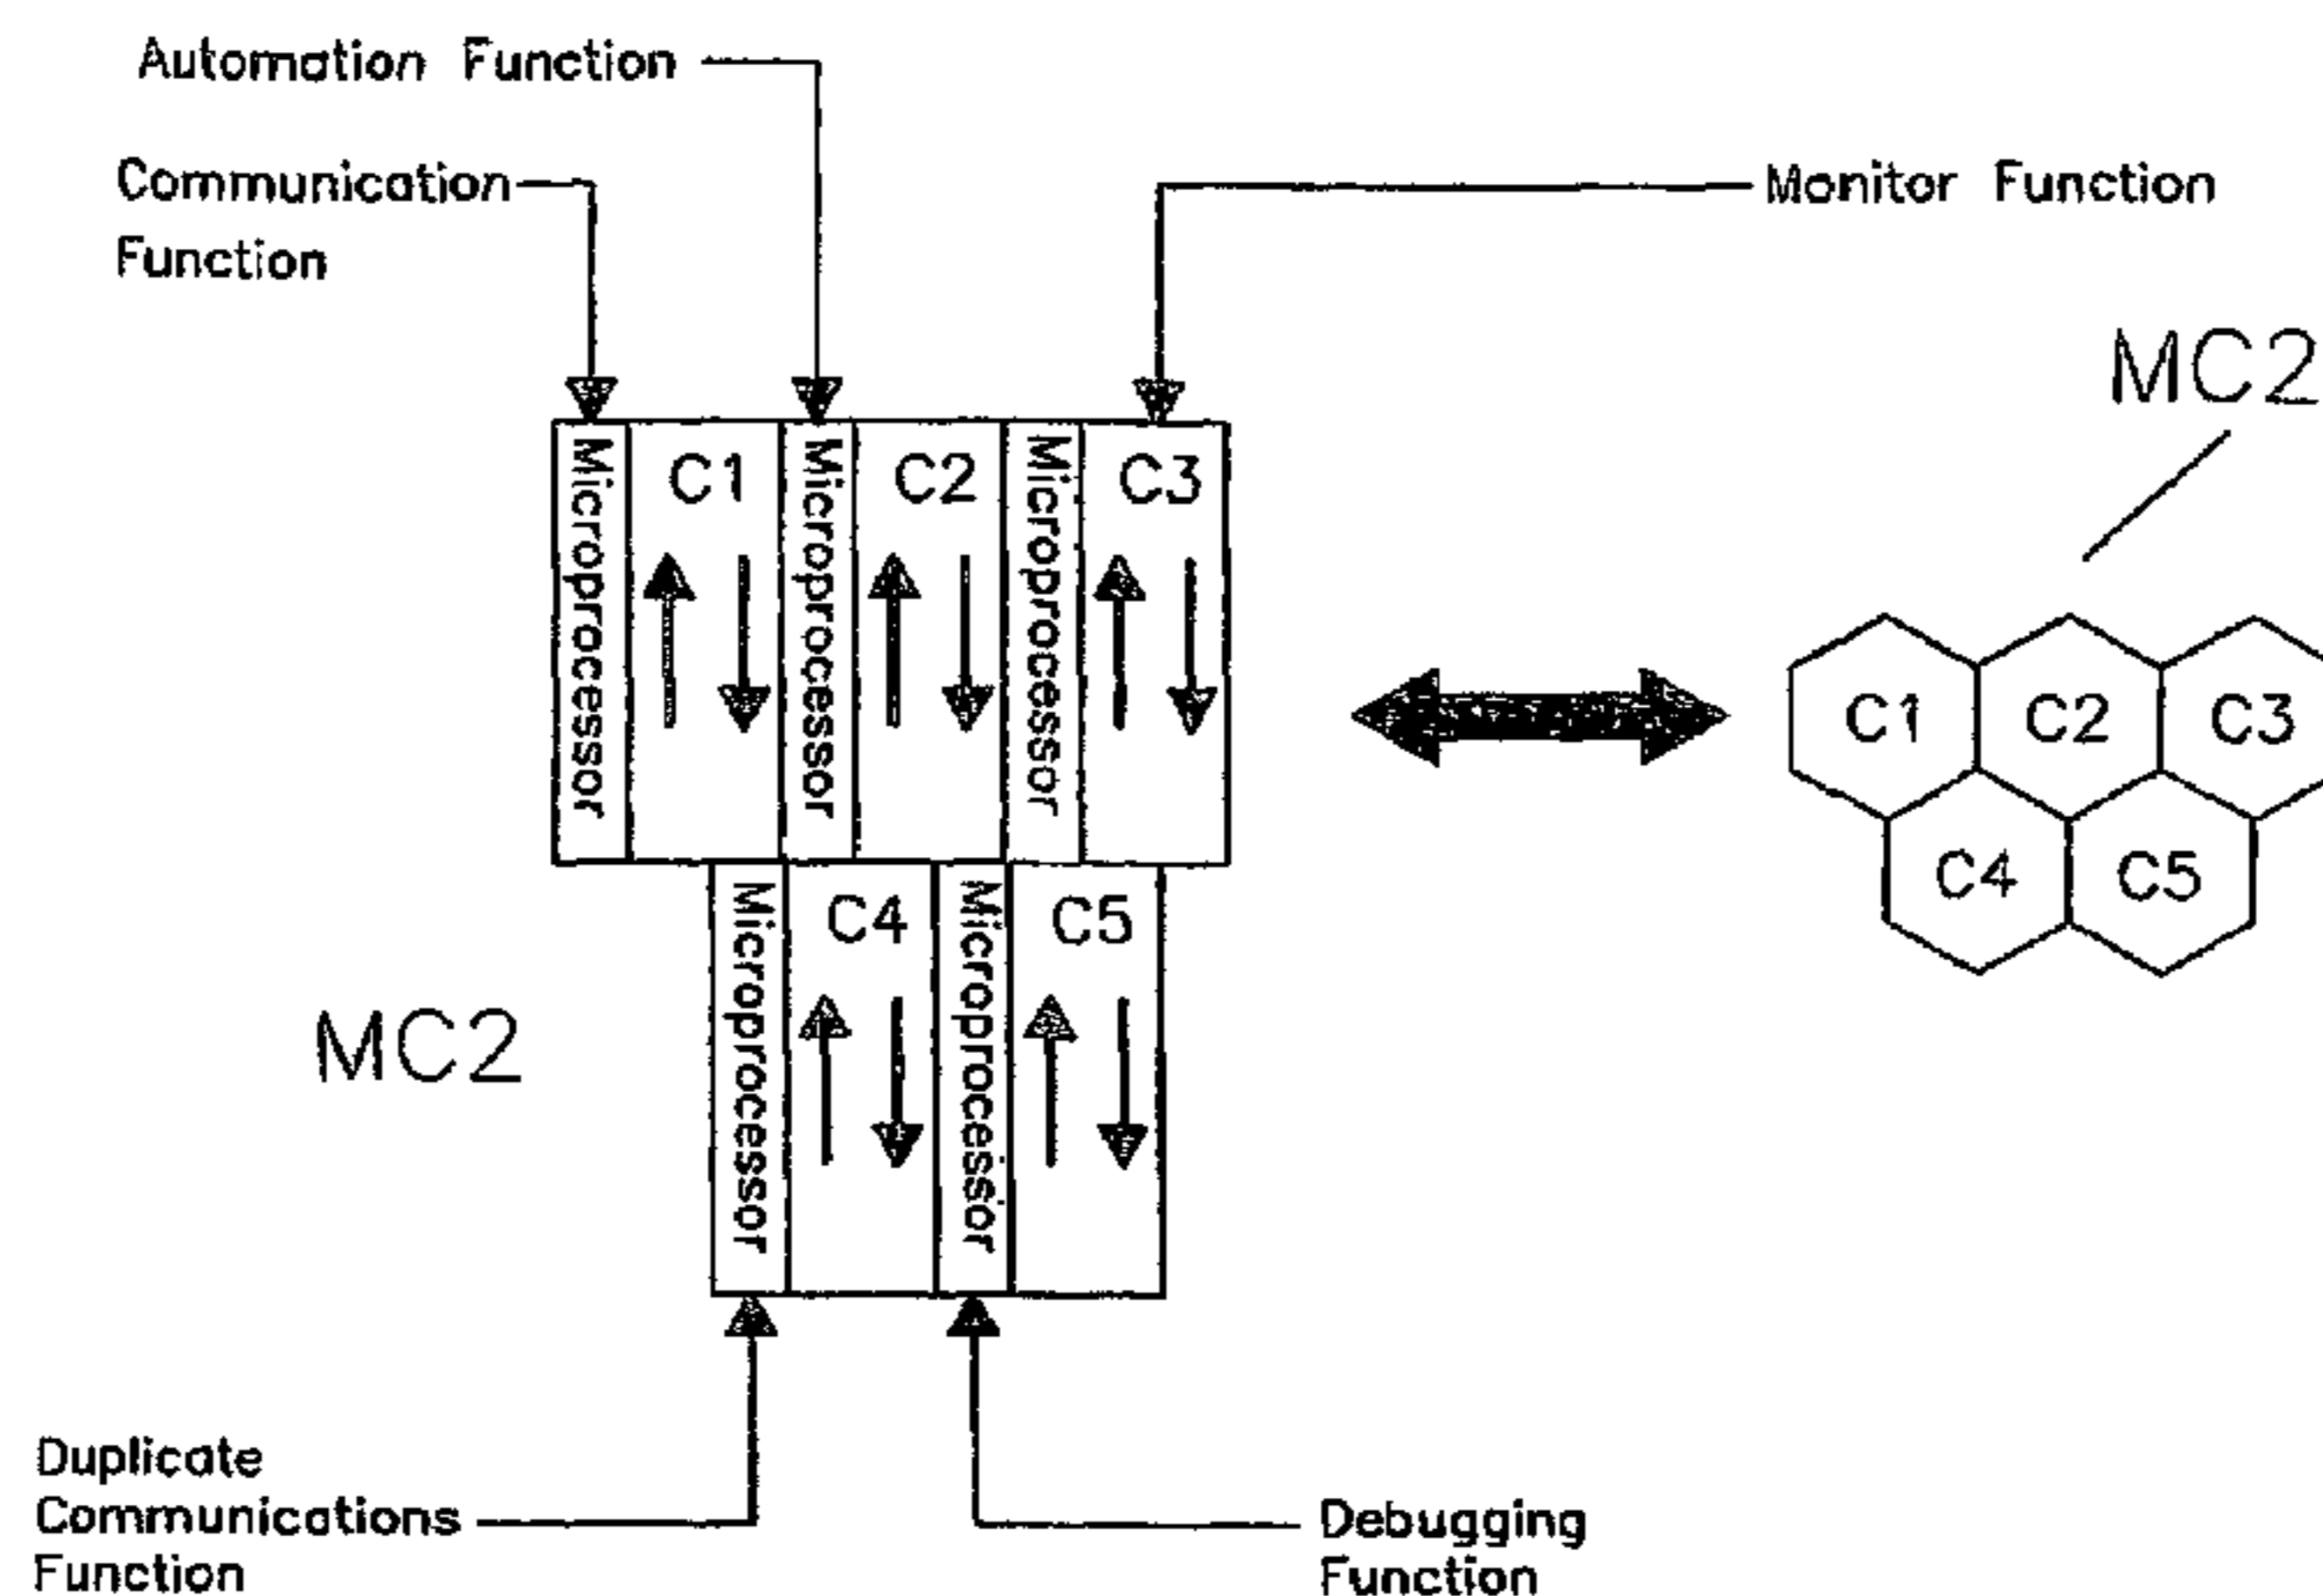 Automation Function
Communication
Function
Monitor Function
MC2
Microprocessor
C1
Microprocessor
C2
Microprocessor
C3
C1
C2
C3
C4
C5
Microprocessor
C4
Microprocessor
C5
MC2
Duplicate
Communications
Function
Debugging
Function